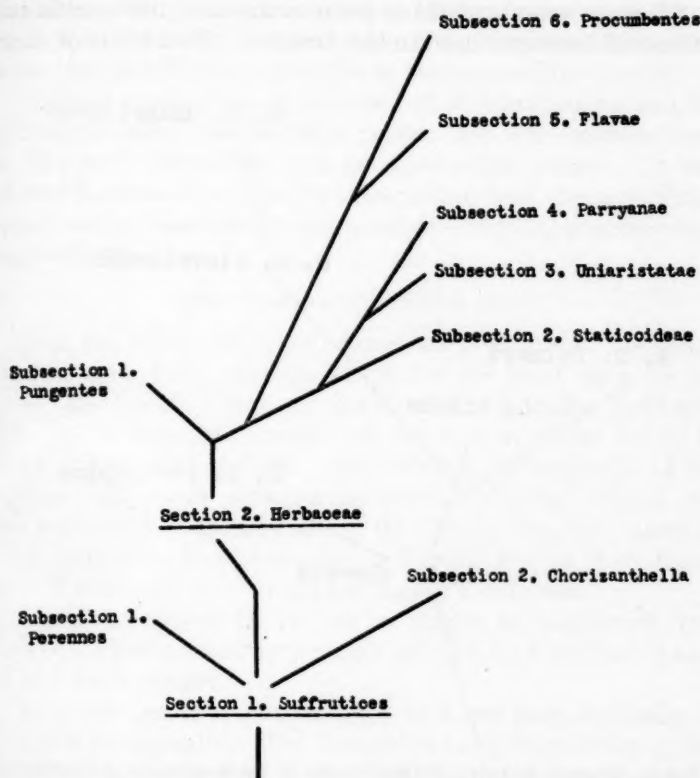 Subsection 6. Procumbentes
Subsection 5. Flavae
Subsection 4. Parryanae
Subsection 3. Uniaristatae
Subsection 2. Staticoideae
Subsection 1.
Pungentes
Section 2. Herbaceae
Subsection 2. Chorizanthella
Subsection 1.
Perennes
Section 1. Suffrutices